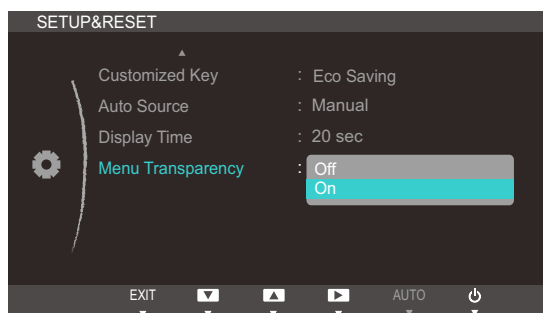 SETUP&RESET
Customized Key : Eco Saving
Auto Source : Manual
Display Time : 20 sec
Menu Transparency : Off
On
EXIT AUTO